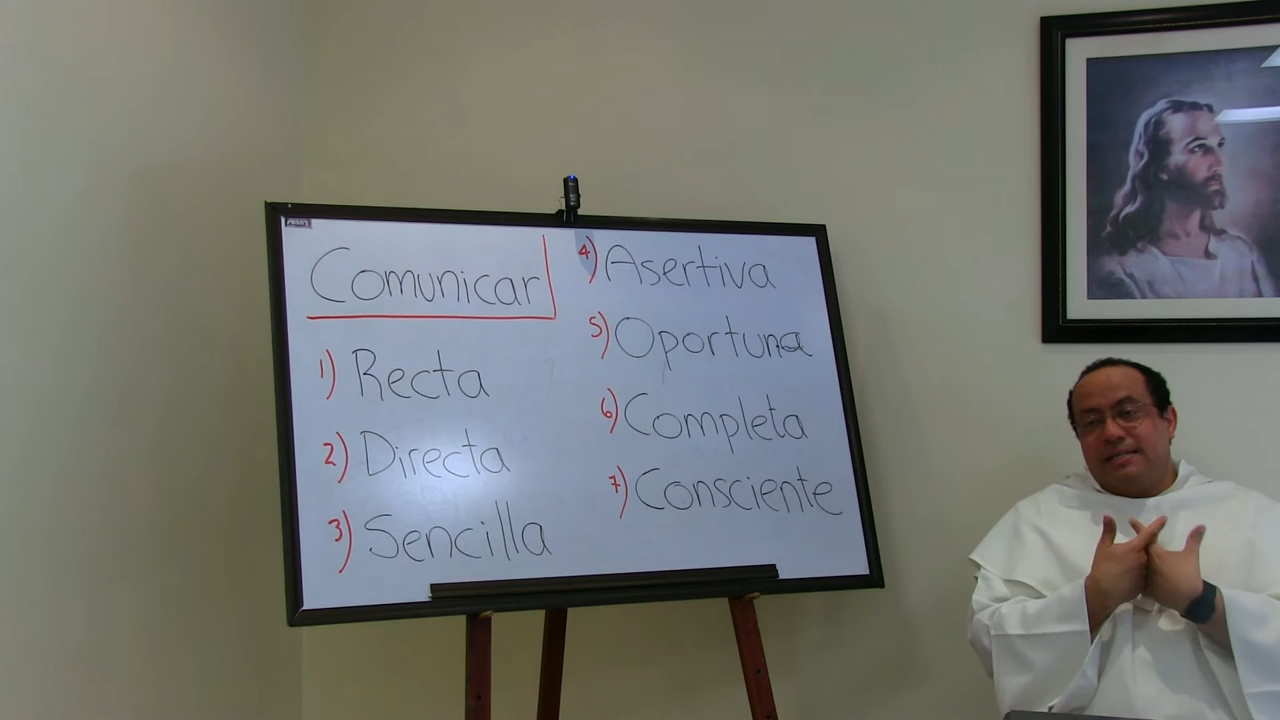 Comunicar
1) Recta
2) Directa
3) Sencilla
4) Asertiva
5) Oportuna
6) Completa
7) Consciente